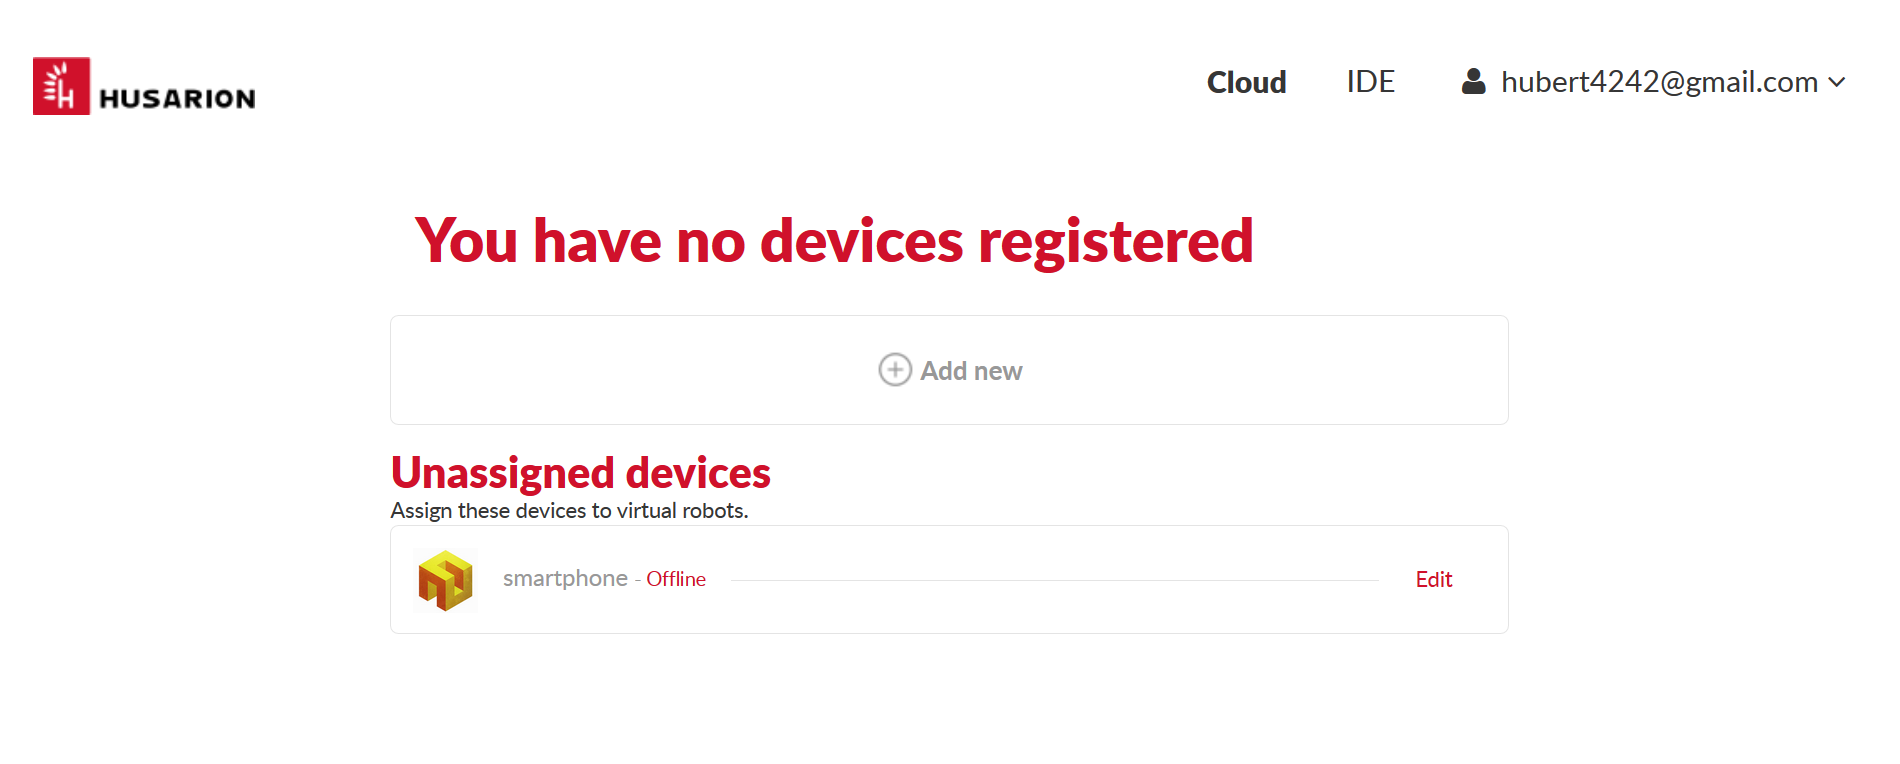 HUSARION
Cloud IDE hubert4242@gmail.com
You have no devices registered
Add new
Unassigned devices
Assign these devices to virtual robots.
smartphone - Offline Edit